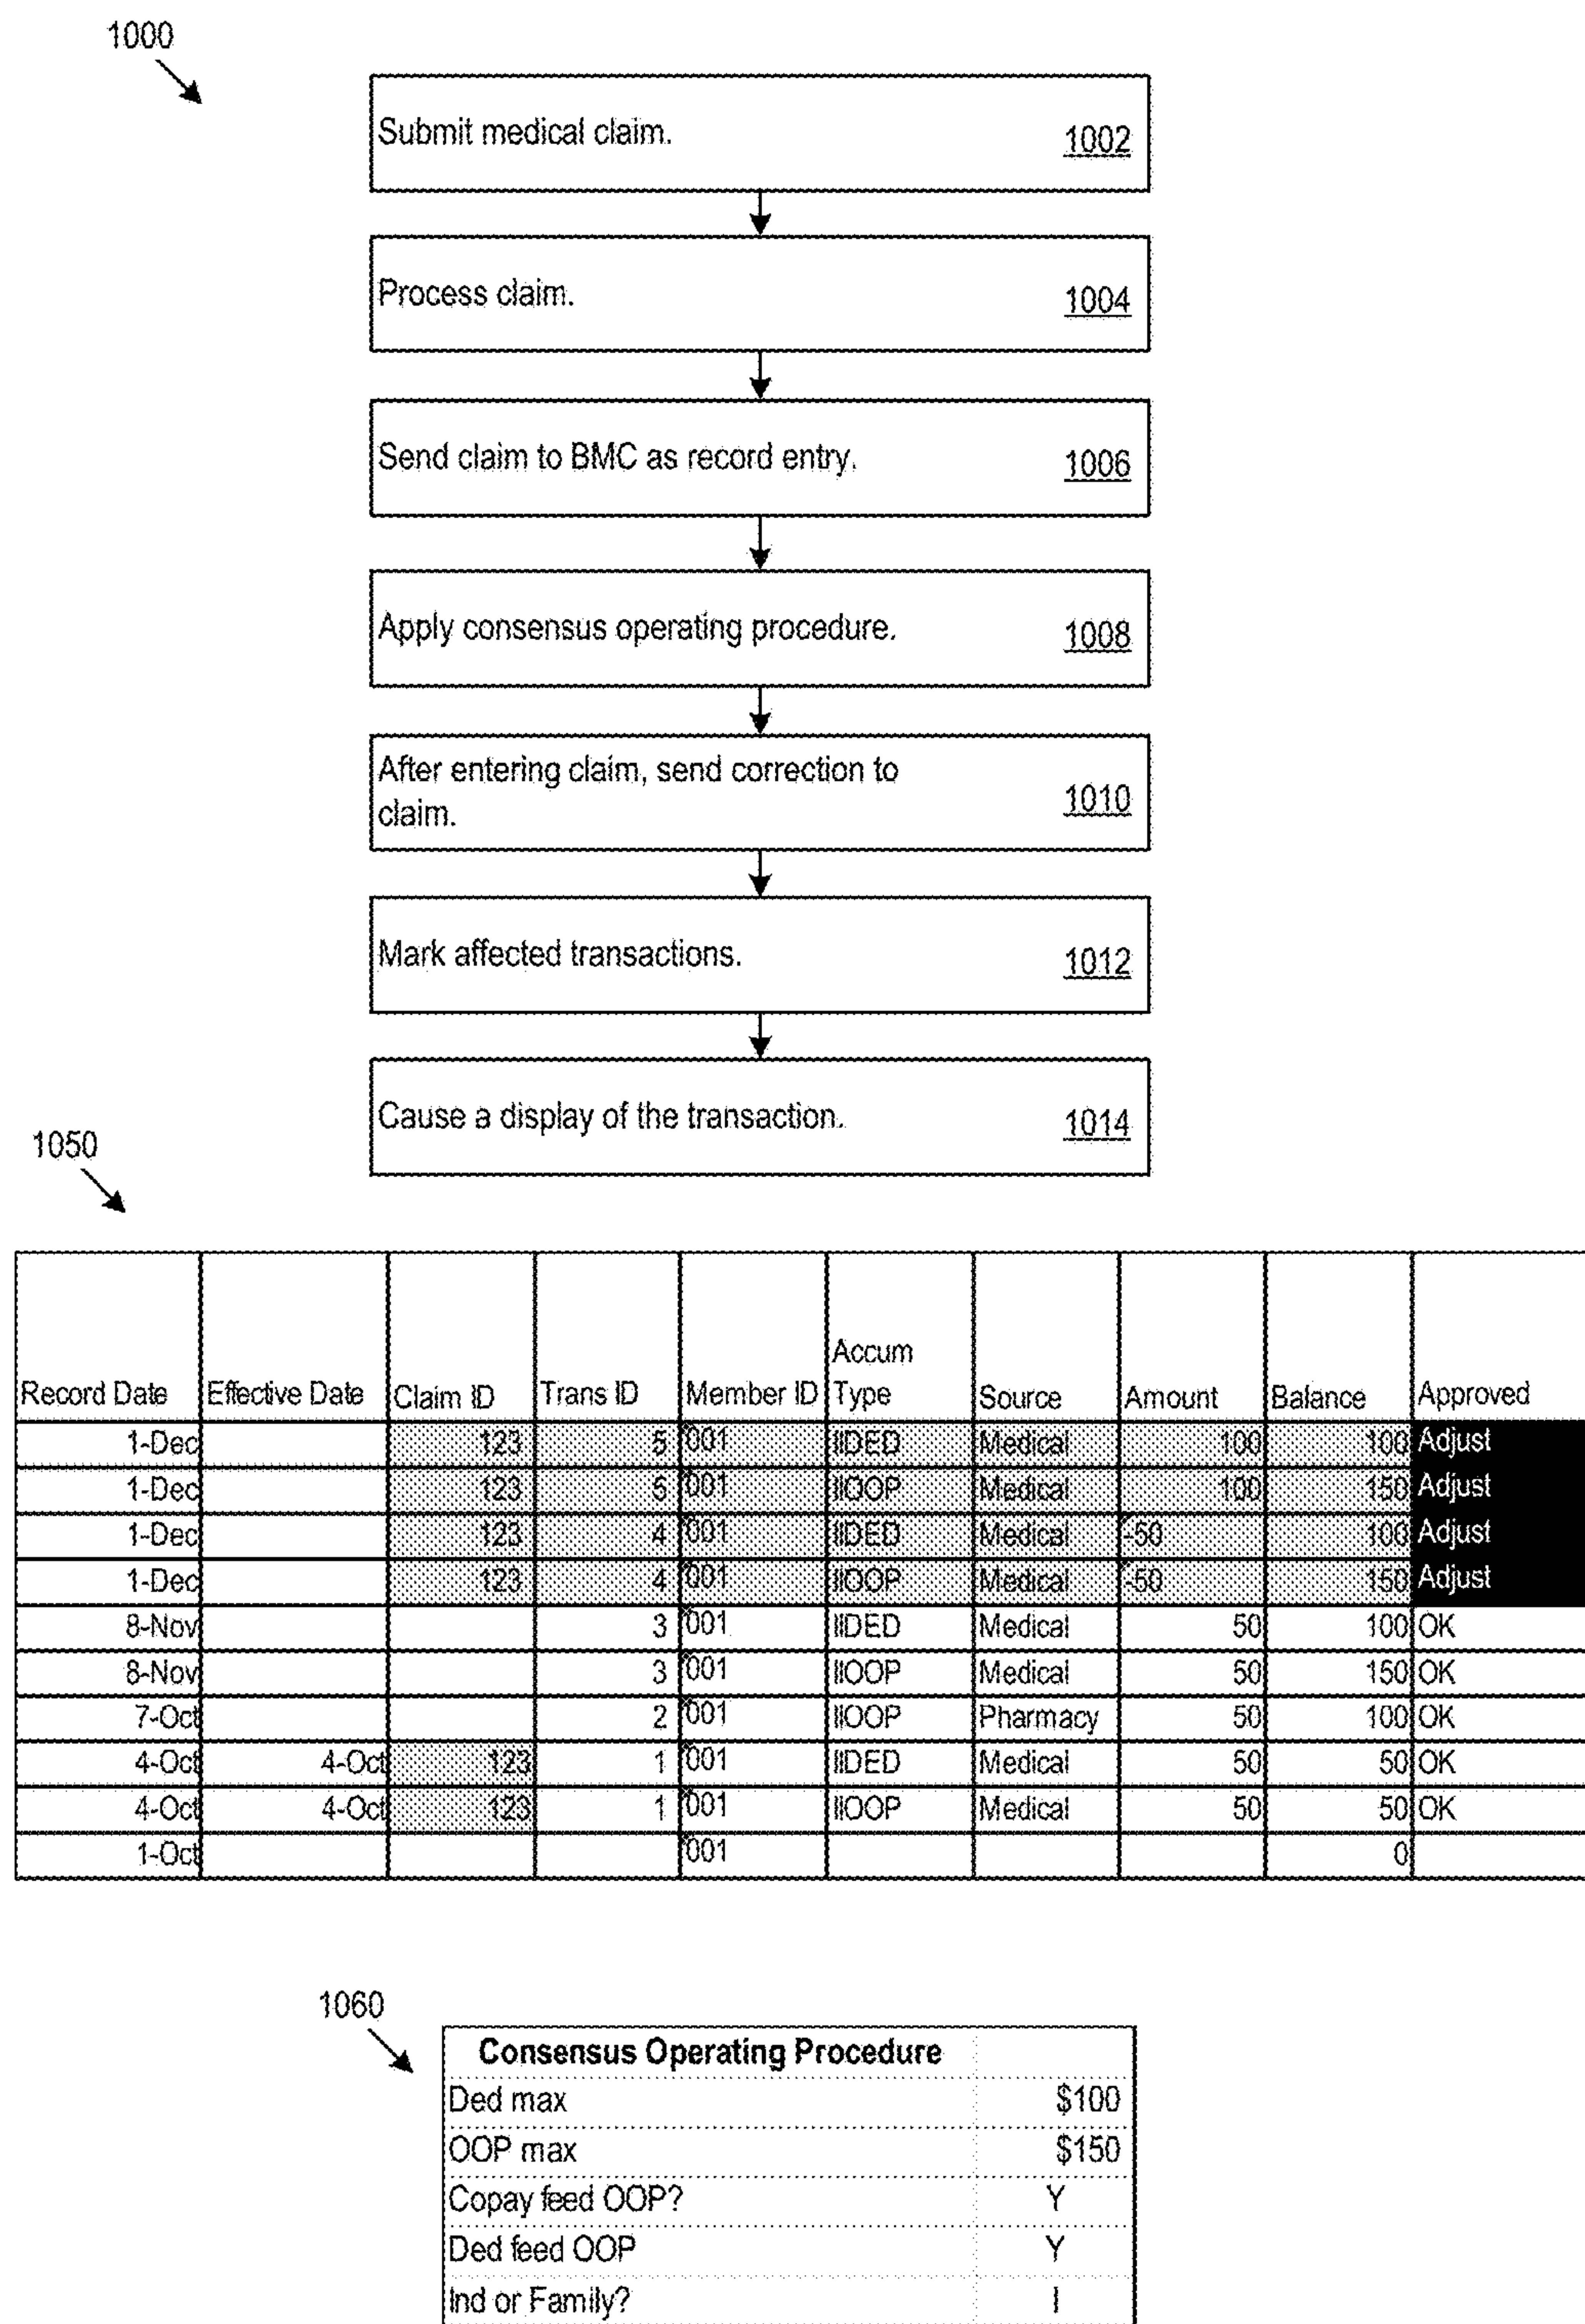 1000
Submit medical claim. 1002
Process claim. 1004
Send claim to BMC as record entry. 1006
Apply consensus operating procedure. 1008
After entering claim, send correction to
claim. 1010
Mark affected transactions. 1012
Cause a display of the transaction. 1014
1050
Record Date Effective Date Claim ID Trans ID Member ID Accum Type Source Amount Balance Approved
1-Dec 123 5 001 IIDED Medical 100 100 Adjust
1-Dec 123 5 001 IIOOP Medical 100 150 Adjust
1-Dec 123 4 001 IIDED Medical -50 100 Adjust
1-Dec 123 4 001 IIOOP Medical -50 150 Adjust
8-Nov 3 001 IIDED Medical 50 100 OK
8-Nov 3 001 IIOOP Medical 50 150 OK
7-Oct 2 001 IIOOP Pharmacy 50 100 OK
4-Oct 4-Oct 123 1 001 IIDED Medical 50 50 OK
4-Oct 4-Oct 123 1 001 IIOOP Medical 50 50 OK
1-Oct 001 0
1060
Consensus Operating Procedure
Ded max $100
OOP max $150
Copay feed OOP? Y
Ded feed OOP Y
Ind or Family? I